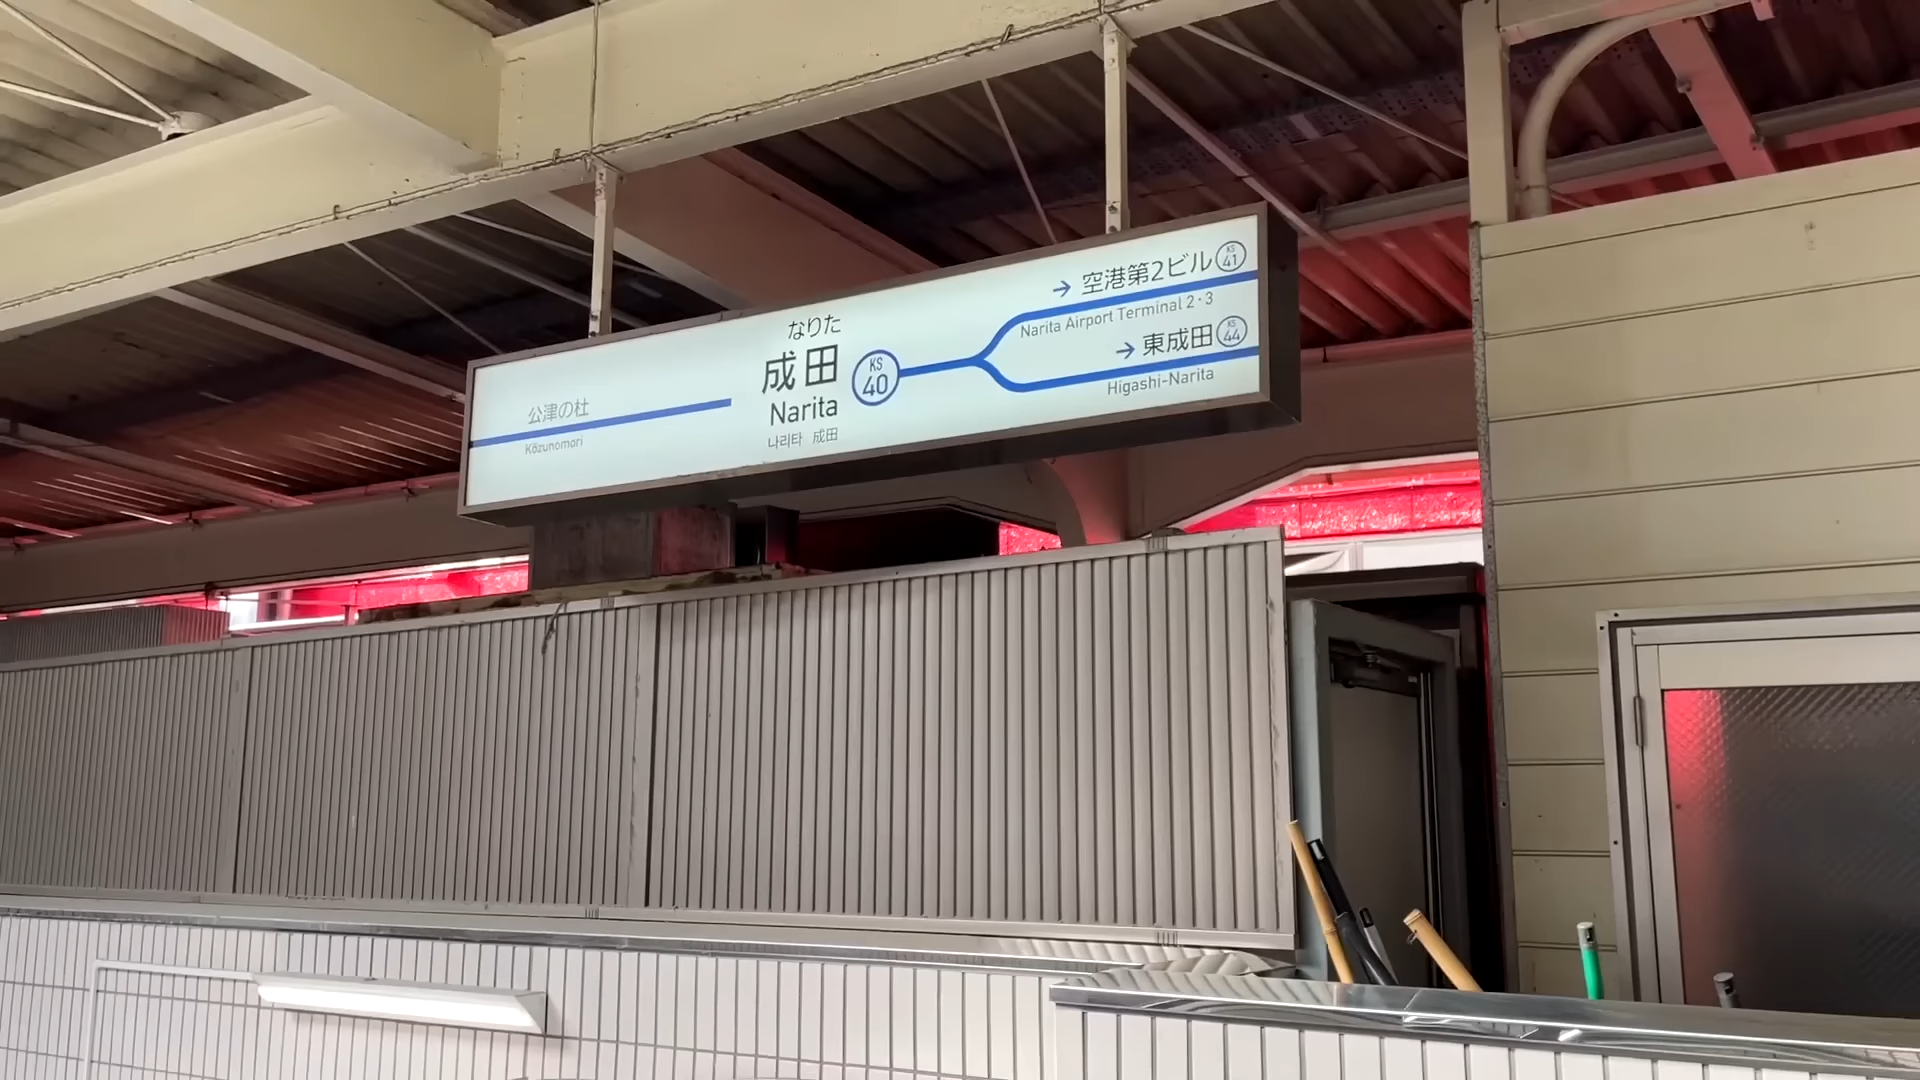 公津の杜
Kōzunomori
なりた
成田
Narita
나리타 成田
KS
40
→ 空港第2ビル KS 41
Narita Airport Terminal 2・3
→ 東成田 KS 44
Higashi-Narita